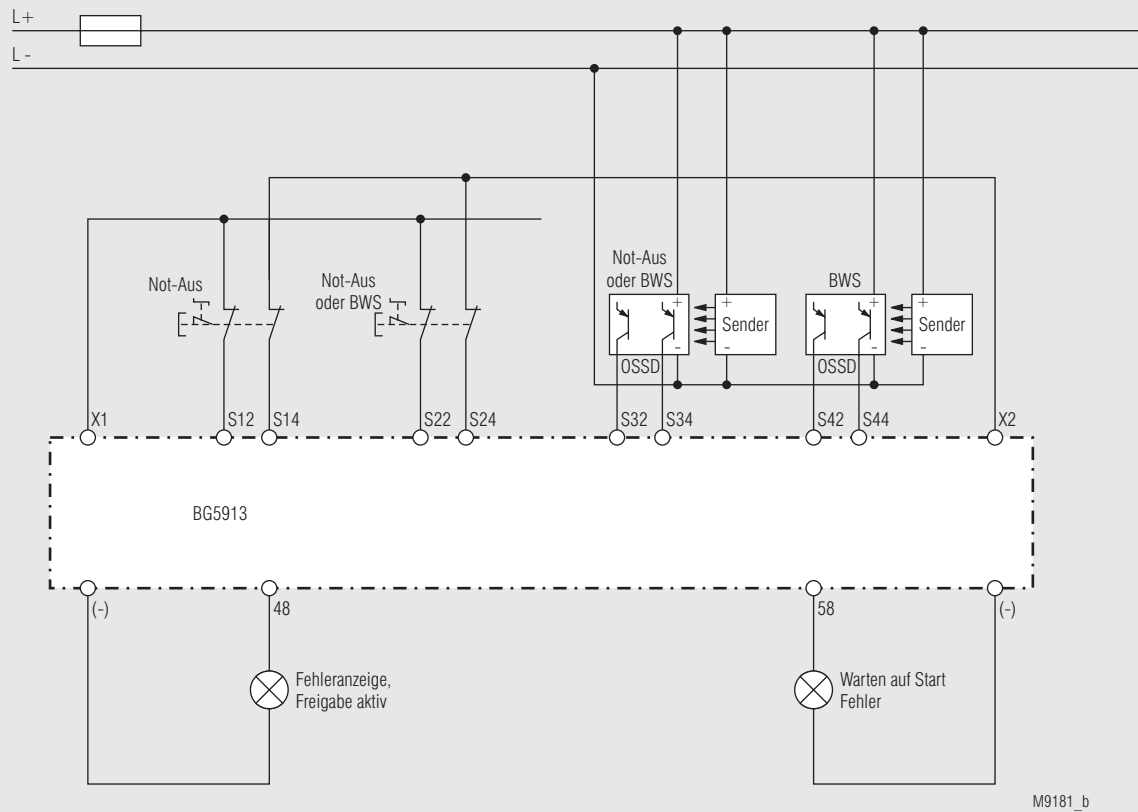 L+
L -
Not-Aus
Not-Aus
oder BWS
Not-Aus
oder BWS
BWS
+
+
Sender
-
-
OSSD
+
+
Sender
-
-
OSSD
X1
S12
S14
S22
S24
S32
S34
S42
S44
X2
BG5913
(-)
48
58
(-)
Fehleranzeige,
Freigabe aktiv
Warten auf Start
Fehler
M9181_b